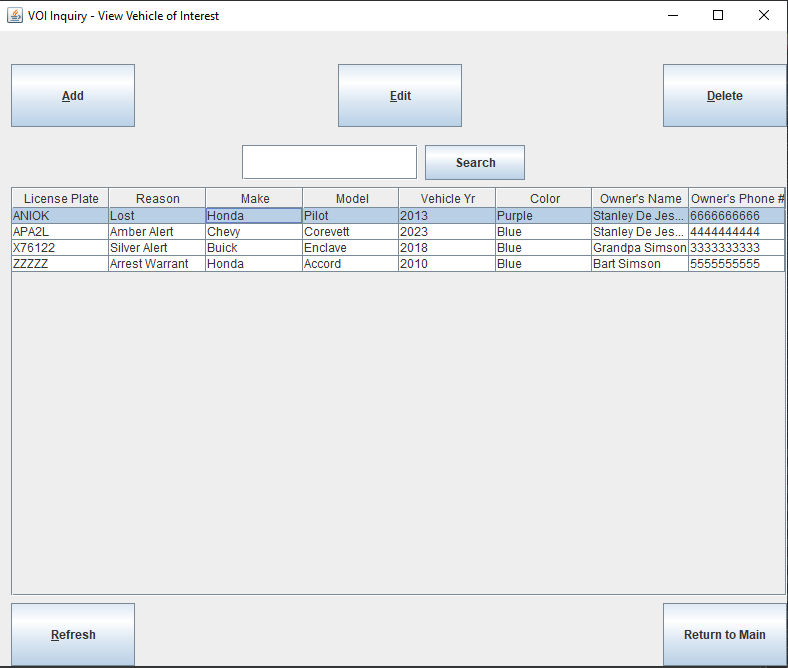 VOI Inquiry - View Vehicle of Interest
Add Edit Delete
Search
License Plate Reason Make Model Vehicle Yr Color Owner's Name Owner's Phone #
ANIOK Lost Honda Pilot 2013 Purple Stanley De Jes... 6666666666
APA2L Amber Alert Chevy Corevett 2023 Blue Stanley De Jes... 4444444444
X76122 Silver Alert Buick Enclave 2018 Blue Grandpa Simson 3333333333
ZZZZZ Arrest Warrant Honda Accord 2010 Blue Bart Simson 5555555555
Refresh Return to Main